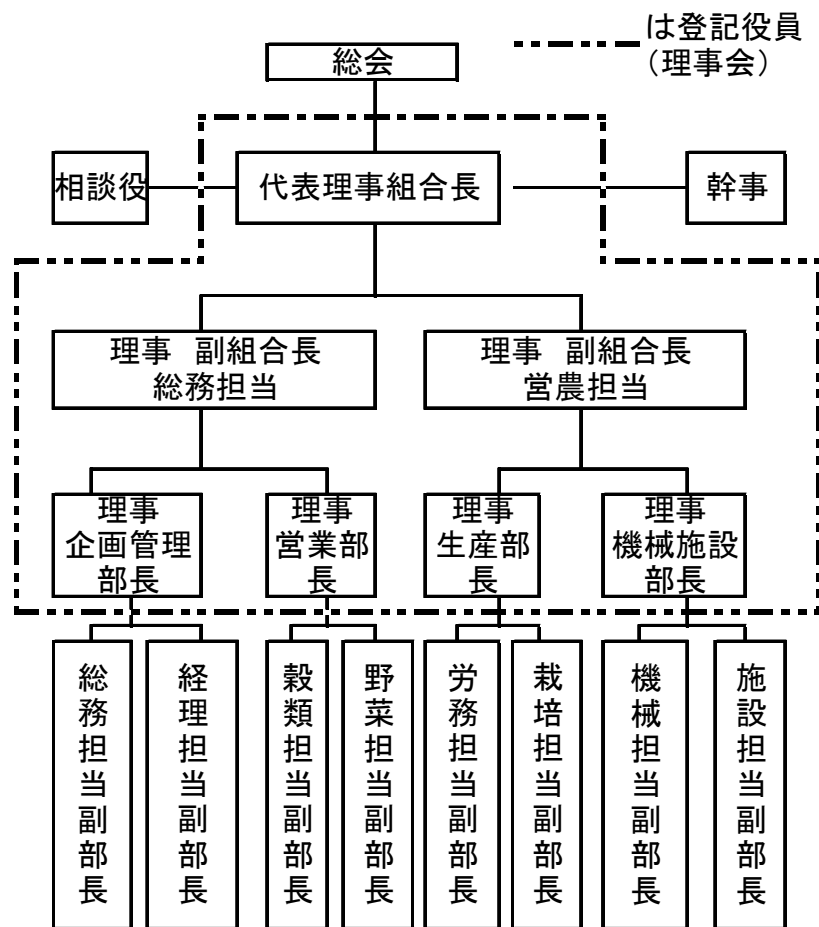 は登記役員
（理事会）
総会
相談役
代表理事組合長
幹事
理事　副組合長
総務担当
理事　副組合長
営農担当
理事
企画管理
部長
理事
営業部
長
理事
生産部
長
理事
機械施設
部長
総務担当副部長
経理担当副部長
穀類担当副部長
野菜担当副部長
労務担当副部長
栽培担当副部長
機械担当副部長
施設担当副部長